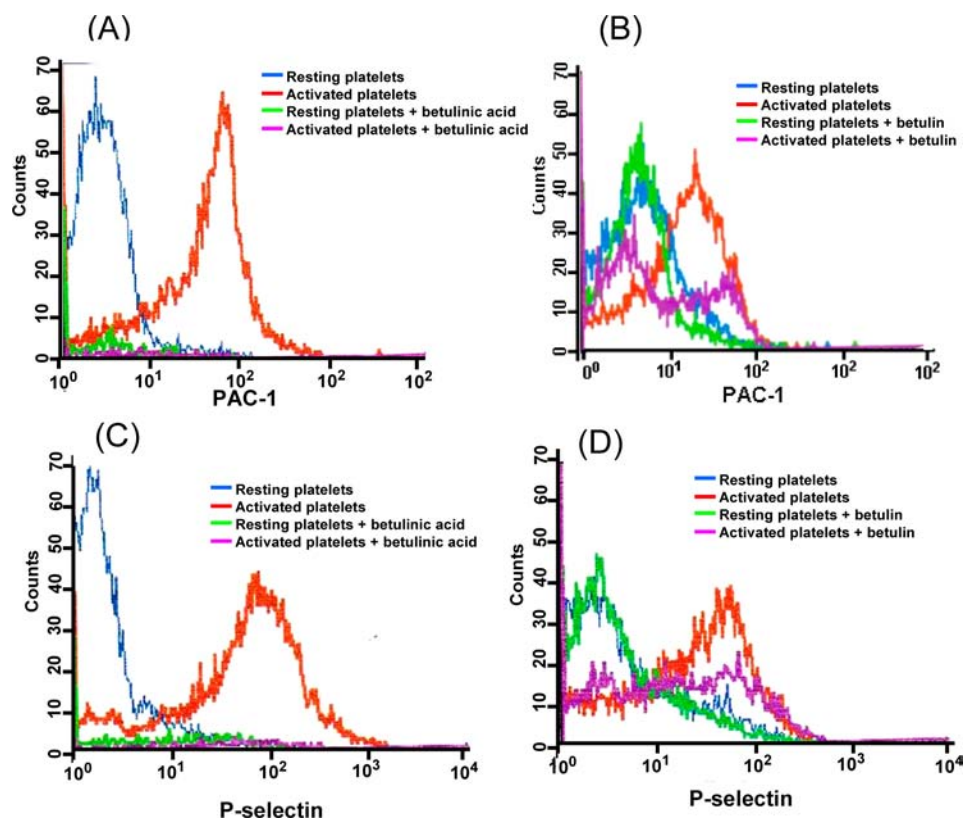 (A)
70
60
50
40
30
20
10
0
Counts
Resting platelets
Activated platelets
Resting platelets + betulinic acid
Activated platelets + betulinic acid
10⁰ 10¹ 10² 10² 10²
PAC-1
(B)
70
60
50
40
30
20
10
0
Counts
Resting platelets
Activated platelets
Resting platelets + betulin
Activated platelets + betulin
10⁰ 10¹ 10² 10² 10²
PAC-1
(C)
70
60
50
40
30
20
10
0
Counts
Resting platelets
Activated platelets
Resting platelets + betulinic acid
Activated platelets + betulinic acid
10⁰ 10¹ 10² 10³ 10⁴
P-selectin
(D)
70
60
50
40
30
20
10
0
Counts
Resting platelets
Activated platelets
Resting platelets + betulin
Activated platelets + betulin
10⁰ 10¹ 10² 10³ 10⁴
P-selectin